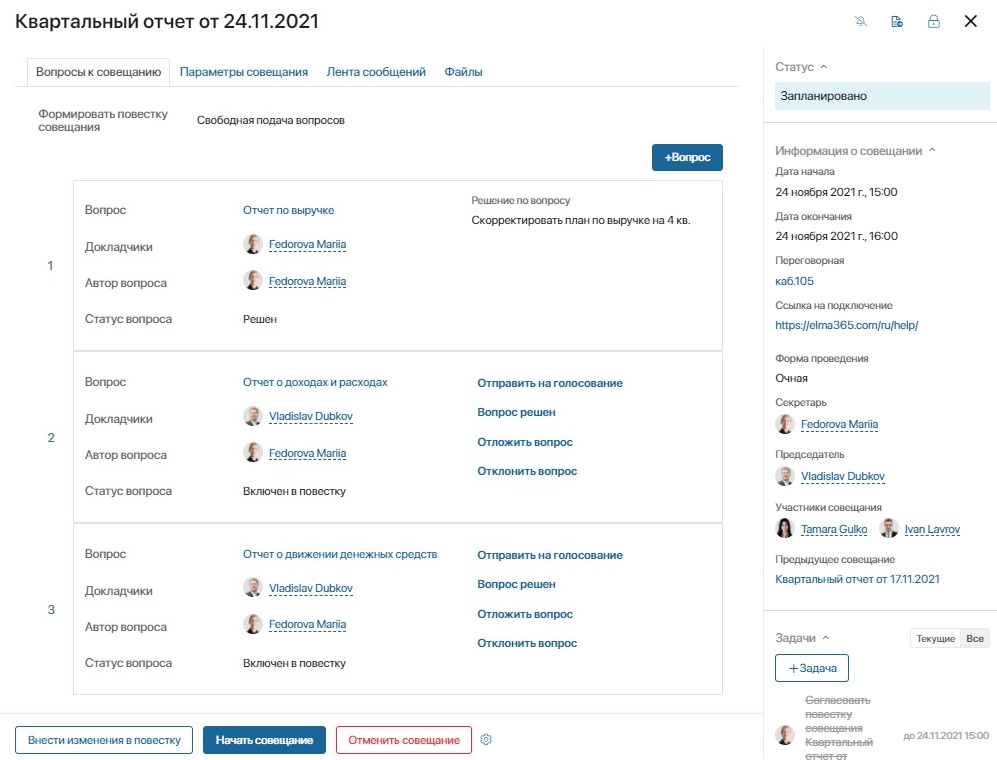 Квартальный отчет от 24.11.2021
Вопросы к совещанию
Параметры совещания
Лента сообщений
Файлы
Формировать повестку
совещания
Свободная подача вопросов
+Вопрос
1
Вопрос
Отчет по выручке
Докладчики
Fedorova Mariia
Автор вопроса
Fedorova Mariia
Статус вопроса
Решен
Решение по вопросу
Скорректировать план по выручке на 4 кв.
2
Вопрос
Отчет о доходах и расходах
Докладчики
Vladislav Dubkov
Автор вопроса
Fedorova Mariia
Статус вопроса
Включен в повестку
Отправить на голосование
Вопрос решен
Отложить вопрос
Отклонить вопрос
3
Вопрос
Отчет о движении денежных средств
Докладчики
Vladislav Dubkov
Автор вопроса
Fedorova Mariia
Статус вопроса
Включен в повестку
Отправить на голосование
Вопрос решен
Отложить вопрос
Отклонить вопрос
Внести изменения в повестку
Начать совещание
Отменить совещание
Статус
Запланировано
Информация о совещании
Дата начала
24 ноября 2021 г., 15:00
Дата окончания
24 ноября 2021 г., 16:00
Переговорная
каб.105
Ссылка на подключение
https://elma365.com/ru/help/
Форма проведения
Очная
Секретарь
Fedorova Mariia
Председатель
Vladislav Dubkov
Участники совещания
Tamara Gulko
Ivan Lavrov
Предыдущее совещание
Квартальный отчет от 17.11.2021
Задачи
Текущие
Все
+Задача
Согласовать
повестку
совещания
Квартальный
отчет от
до 24.11.2021 15:00